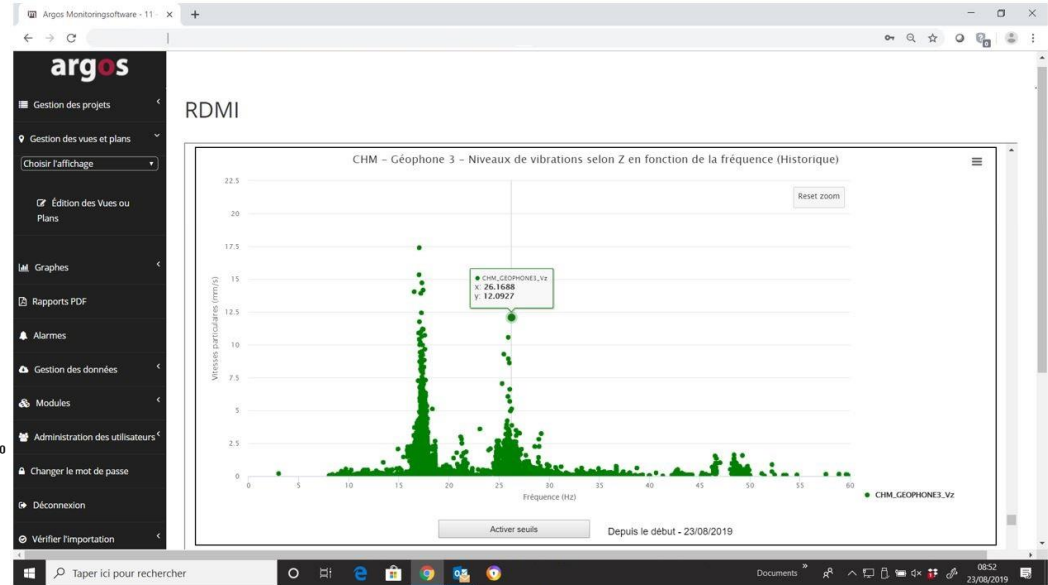 Argos Monitoringsoftware - 11 -
argos
Gestion des projets
Gestion des vues et plans
Choisir l'affichage
Édition des Vues ou
Plans
Graphes
Rapports PDF
Alarmes
Gestion des données
Modules
Administration des utilisateurs
Changer le mot de passe
Déconnexion
Vérifier l'importation
0
RDMI
CHM - Géophone 3 - Niveaux de vibrations selon Z en fonction de la fréquence (Historique)
Reset zoom
Vitesses particulaires (mm/s)
22.5
20
17.5
15
12.5
10
7.5
5
2.5
0
CHM_GEOPHONE3_Vz
x: 26.1688
y: 12.0927
0 5 10 15 20 25 30 35 40 45 50 55 60
Fréquence (Hz)
CHM_GEOPHONE3_Vz
Activer seuils
Depuis le début - 23/08/2019
Taper ici pour rechercher
Documents
08:52
23/08/2019